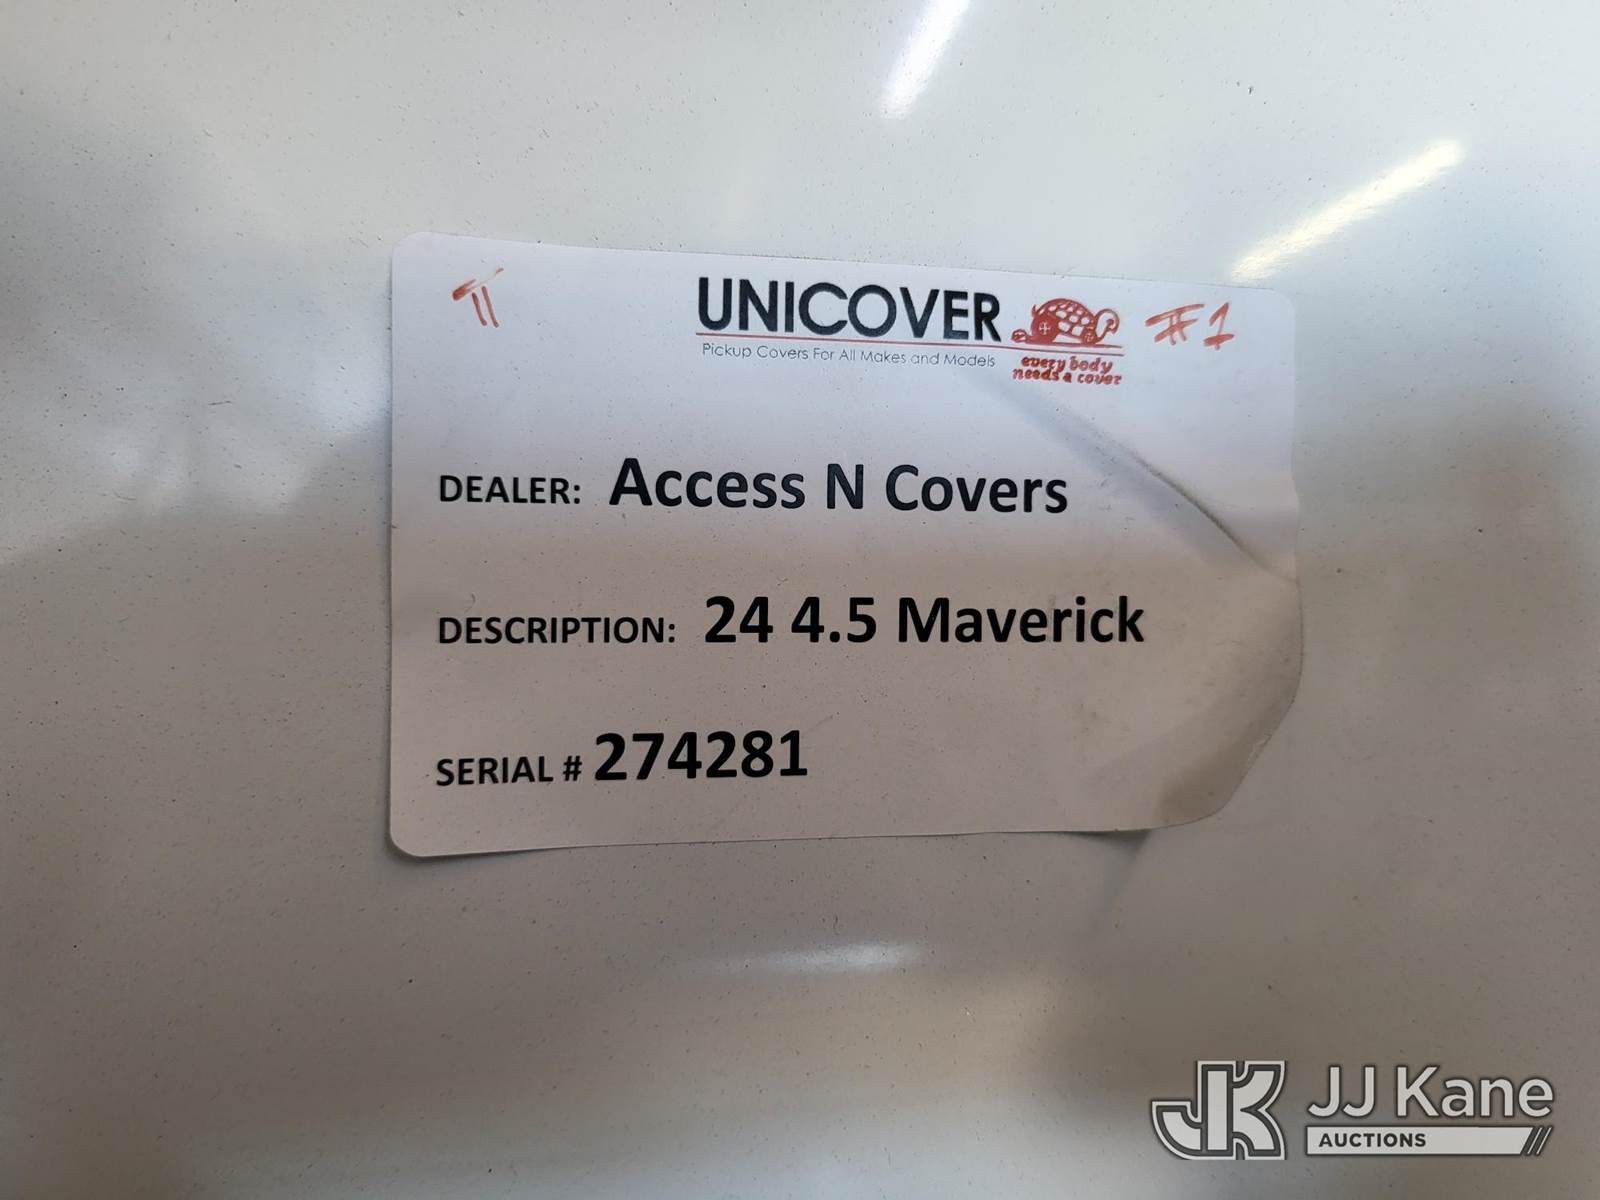 UNICOVER #1
Pickup Covers For All Makes and Models
every body
needs a cover
DEALER: Access N Covers
DESCRIPTION: 24 4.5 Maverick
SERIAL # 274281
JK JJ Kane
AUCTIONS